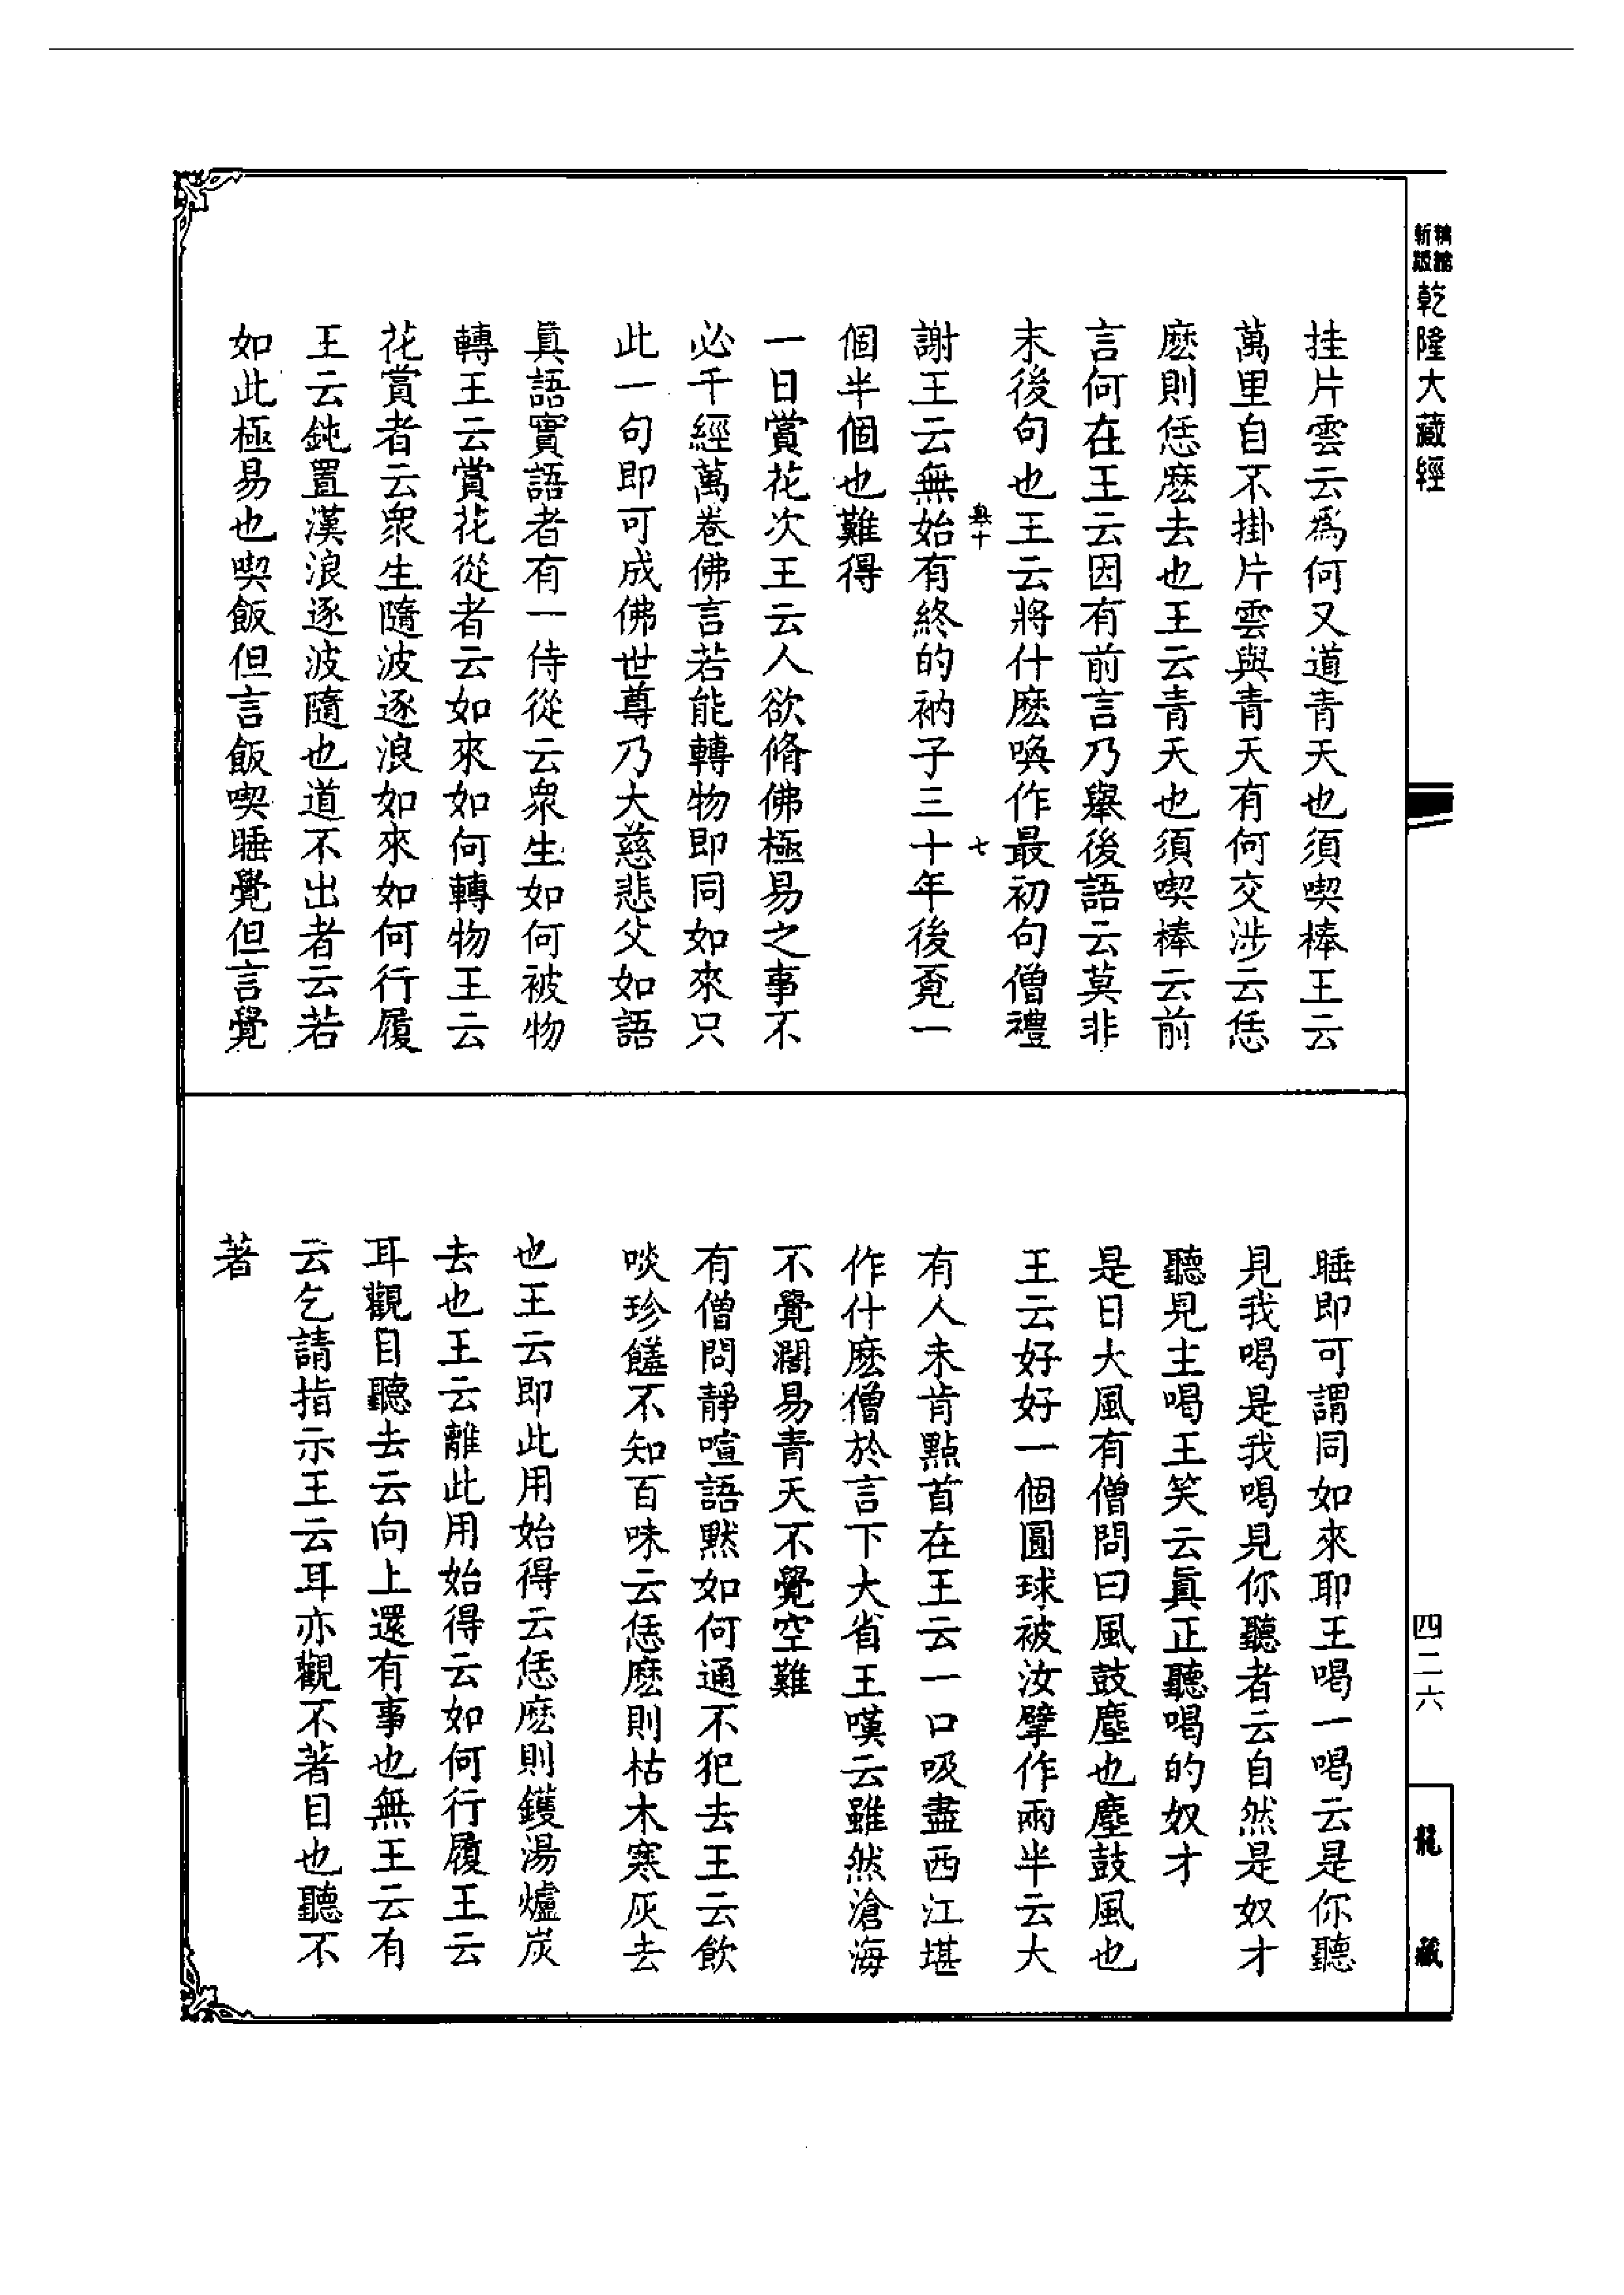 新版精縮
乾隆大藏經
挂片雲云爲何又道青天也須喫棒王云
萬里自不掛片雲與青天有何交涉云恁
麽則恁麽去也王云青天也須喫棒云前
言何在王云因有前言乃舉後語云莫非
末後句也王云將什麽喚作最初句僧禮
七
謝王云無始有終的衲子三十年後覔一
個半個也難得
一日賞花次王云人欲脩佛極易之事不
必千經萬卷佛言若能轉物即同如來只
此一句即可成佛世尊乃大慈悲父如語
眞語實語者有一侍從云衆生如何被物
轉王云賞花從者云如來如何轉物王云
花賞者云衆生隨波逐浪如來如何行履
王云鈍置漢浪逐波隨也道不出者云若
如此極易也喫飯但言飯喫睡覺但言覺
睡即可謂同如來耶王喝一喝云是你聽
見我喝是我喝見你聽者云自然是奴才
聽見主喝王笑云眞正聽喝的奴才
是日大風有僧問曰風鼓塵也塵鼓風也
王云好好一個圓球被汝擘作兩半云大
有人未肯點首在王云一口吸盡西江堪
作什麽僧於言下大省王嘆云雖然滄海
不覺濶易青天不覺空難
有僧問靜喧語默如何通不犯去王云飲
啖珍饈不知百味云恁麽則枯木寒灰去
也王云即此用始得云恁麽則鑊湯爐炭
去也王云離此用始得云如何行履王云
耳觀目聽去云向上還有事也無王云有
云乞請指示王云耳亦觀不著目也聽不
著
四二六
龍藏